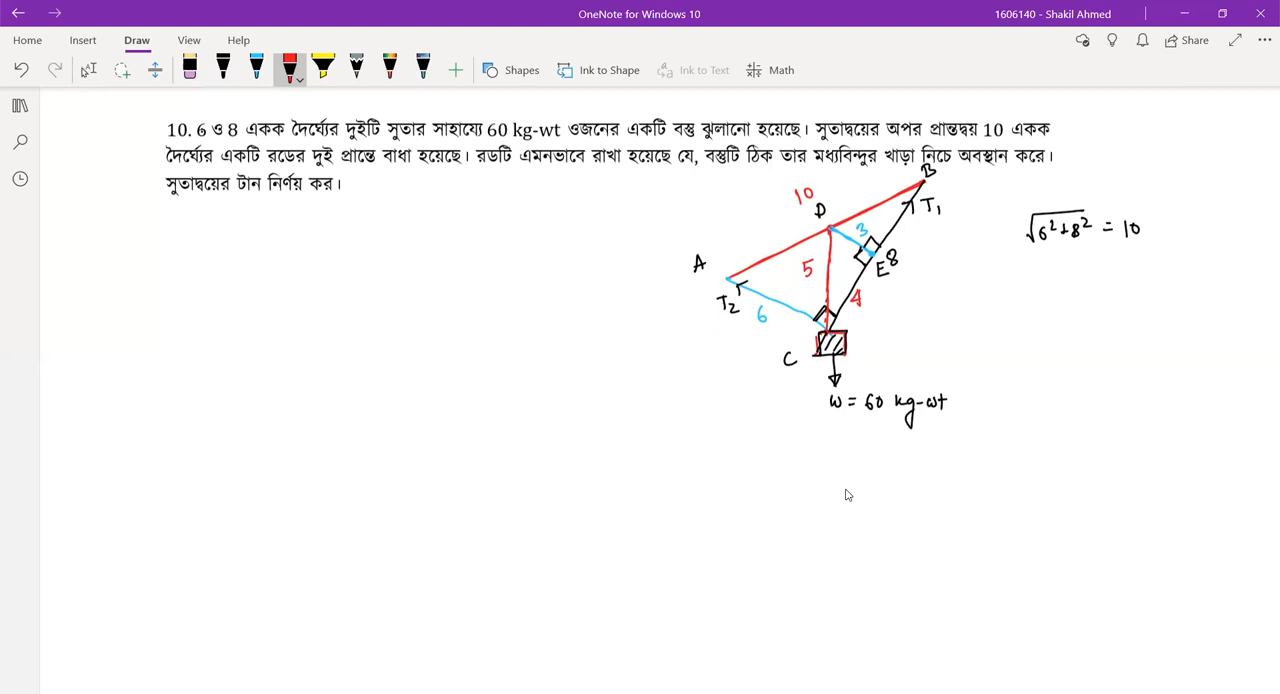 OneNote for Windows 10
1606140 - Shakil Ahmed
Home Insert Draw View Help
Share
Shapes Ink to Shape Ink to Text Math
10. 6 ও 8 একক দৈর্ঘ্যের দুইটি সুতার সাহায্যে 60 kg-wt ওজনের একটি বস্তু ঝুলানো হয়েছে। সুতাদ্বয়ের অপর প্রান্তদ্বয় 10 একক
দৈর্ঘ্যের একটি রডের দুই প্রান্তে বাধা হয়েছে। রডটি এমনভাবে রাখা হয়েছে যে, বস্তুটি ঠিক তার মধ্যবিন্দুর খাড়া নিচে অবস্থান করে।
সুতাদ্বয়ের টান নির্ণয় কর।
B
10
D
T₁
√6²+8² = 10
3
A
5
E 8
T₂
4
6
C
W = 60 kg-wt